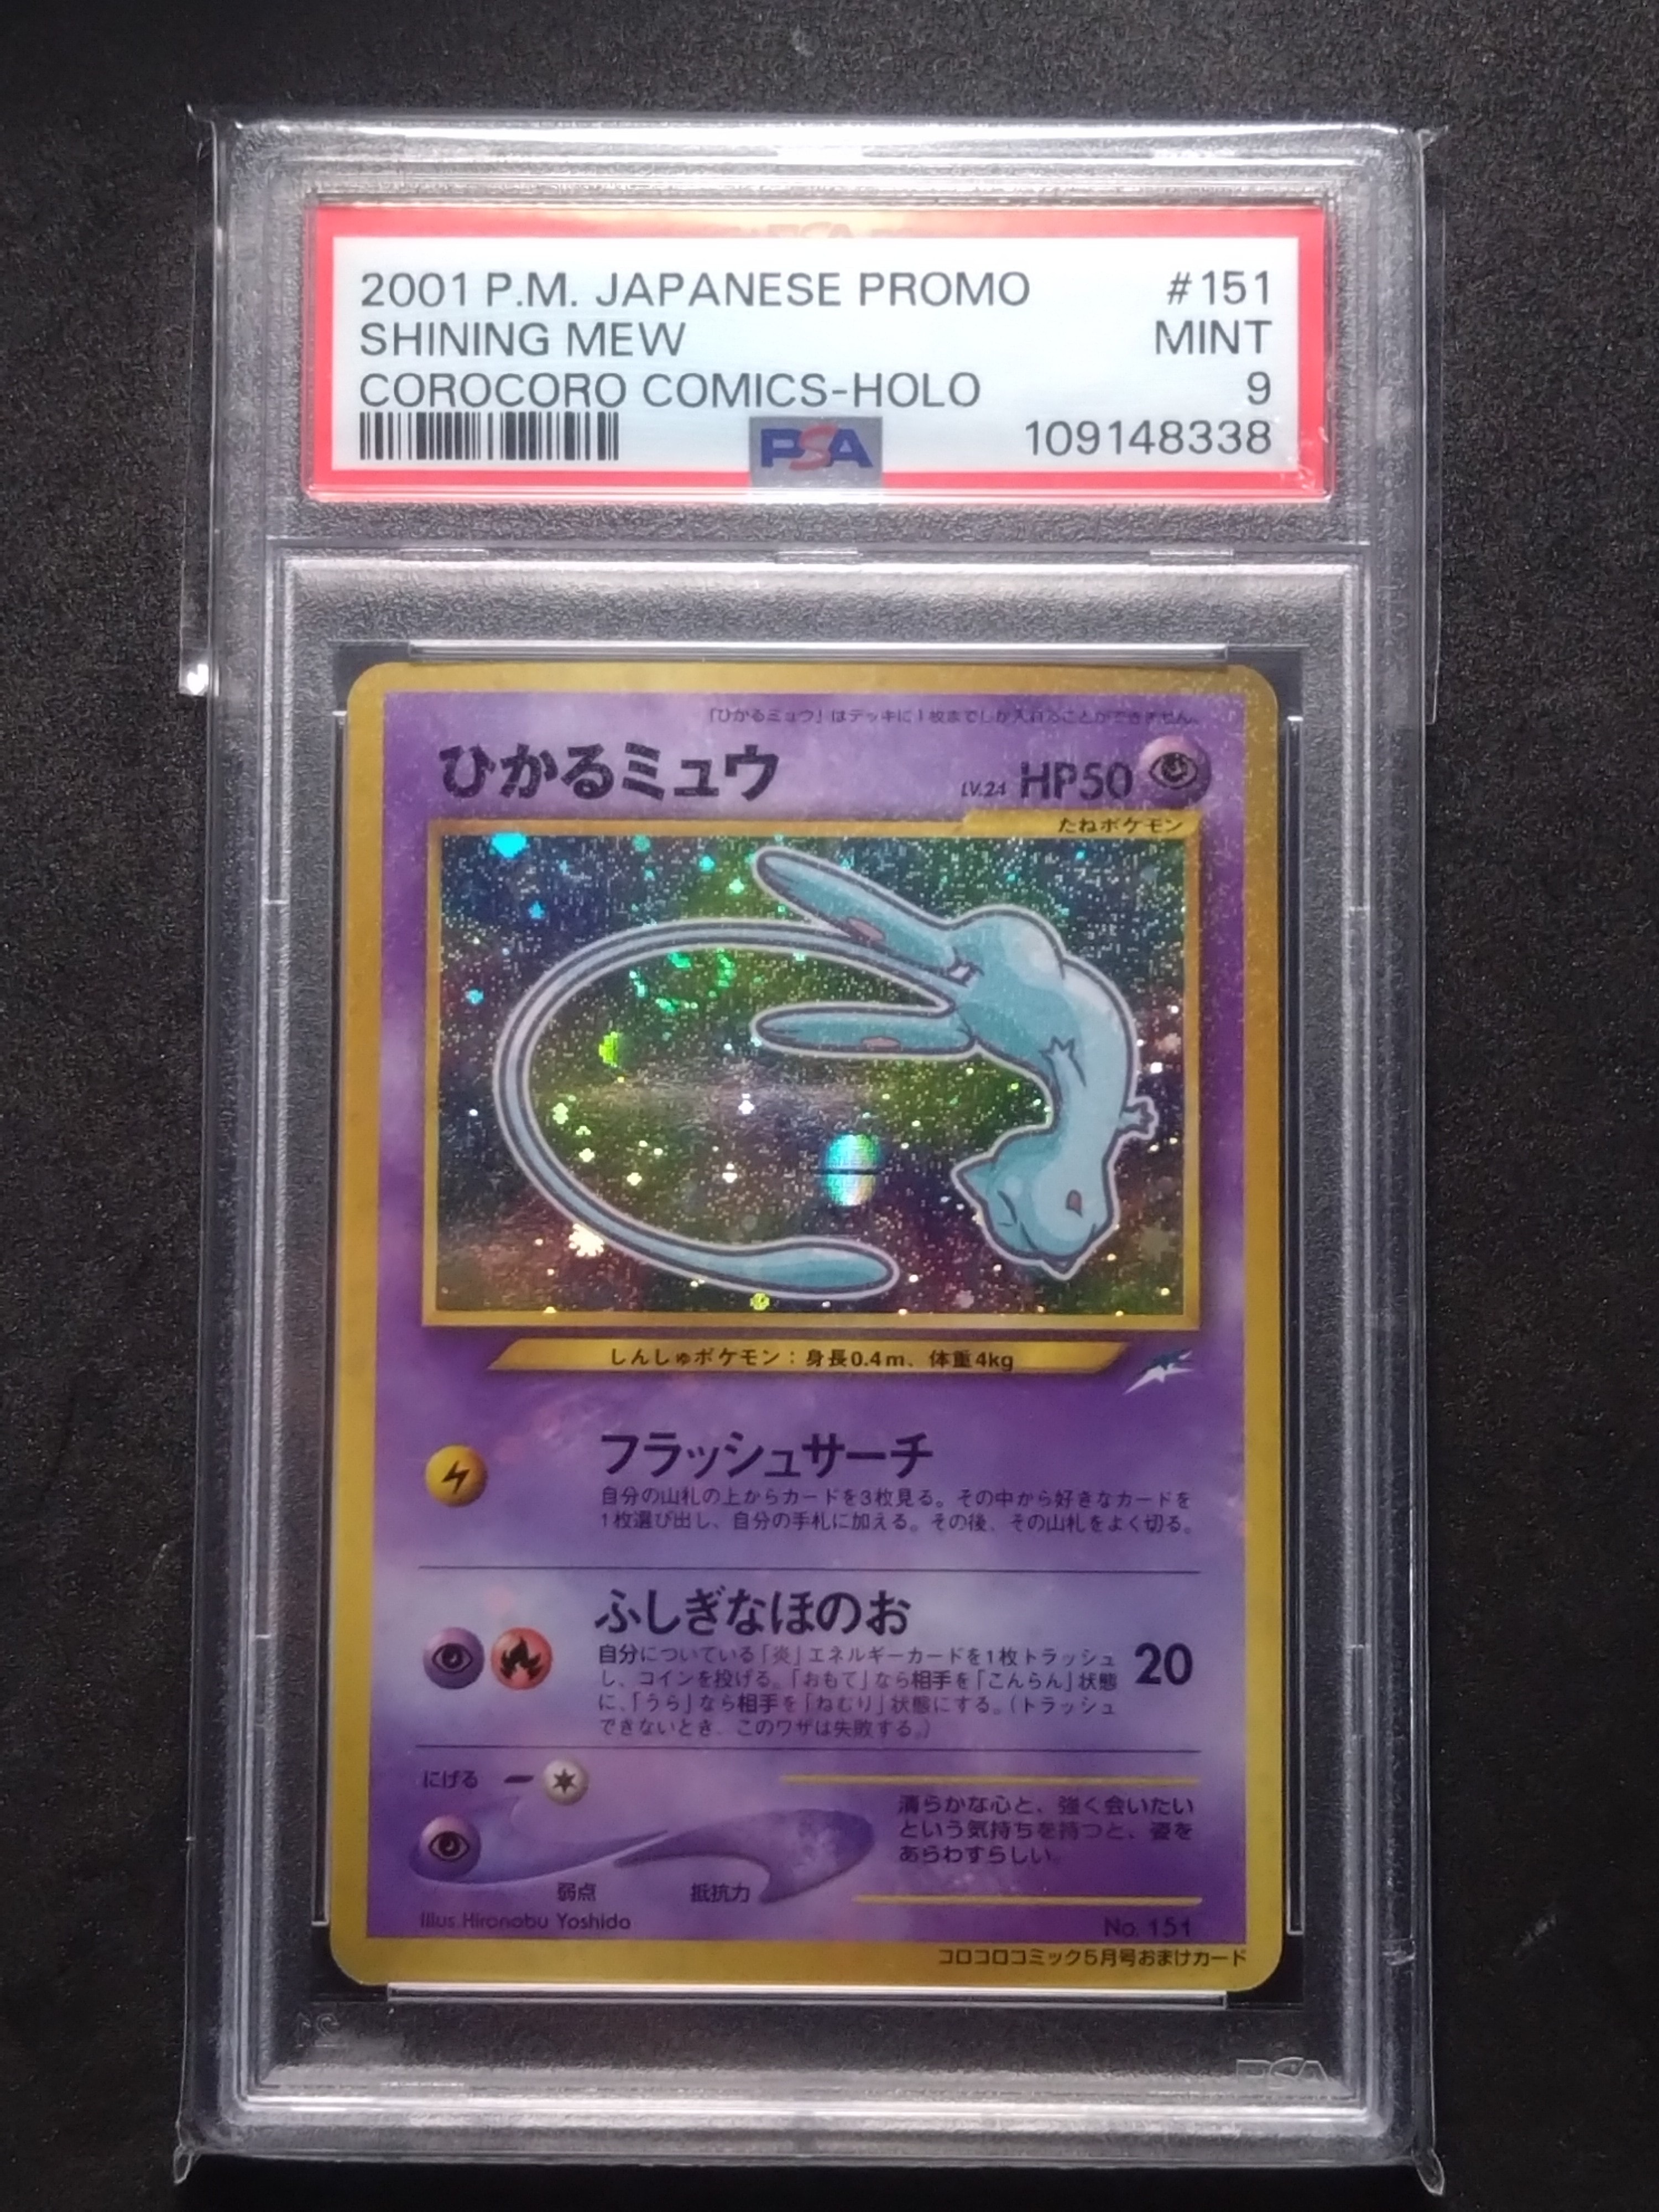 2001 P.M. JAPANESE PROMO #151
SHINING MEW MINT
COROCORO COMICS-HOLO 9
PSA 109148338
「ひかるミュウ」はデッキに1枚までしか入れることができません。
ひかるミュウ LV.24 HP50
たねポケモン
しんしゅポケモン：身長0.4m、体重4kg
フラッシュサーチ
自分の山札の上からカードを3枚見る。その中から好きなカードを
1枚選び出し、自分の手札に加える。その後、その山札をよく切る。
ふしぎなほのお
自分についている「炎」エネルギーカードを1枚トラッシュ
し、コインを投げる。「おもて」なら相手を「こんらん」状態
に、「うら」なら相手を「ねむり」状態にする。（トラッシュ
できないとき、このワザは失敗する。）
20
にげる
清らかな心と、強く会いたい
という気持ちを持つと、姿を
あらわすらしい。
弱点 抵抗力
Illus. Hironobu Yoshida
No. 151
コロコロコミック5月号おまけカード
PSA